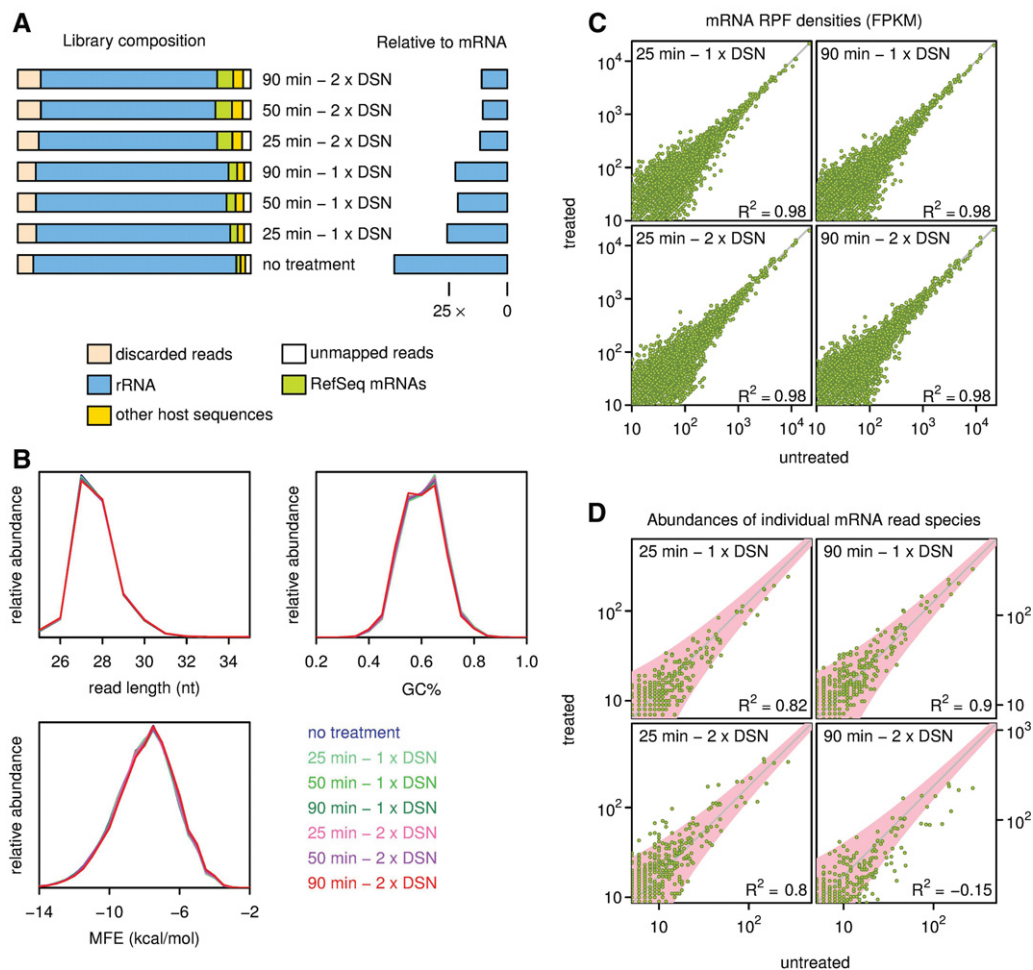 A
Library composition
Relative to mRNA
90 min − 2 x DSN
50 min − 2 x DSN
25 min − 2 x DSN
90 min − 1 x DSN
50 min − 1 x DSN
25 min − 1 x DSN
no treatment
25 × 0
discarded reads
unmapped reads
rRNA
RefSeq mRNAs
other host sequences
B
relative abundance
26 28 30 32 34
read length (nt)
relative abundance
0.2 0.4 0.6 0.8 1.0
GC%
relative abundance
−14 −10 −6 −2
MFE (kcal/mol)
no treatment
25 min − 1 x DSN
50 min − 1 x DSN
90 min − 1 x DSN
25 min − 2 x DSN
50 min − 2 x DSN
90 min − 2 x DSN
C
mRNA RPF densities (FPKM)
25 min − 1 x DSN
90 min − 1 x DSN
10⁴
10³
10²
10
R² = 0.98
R² = 0.98
treated
25 min − 2 x DSN
90 min − 2 x DSN
10⁴
10³
10²
10
R² = 0.98
R² = 0.98
10 10² 10³ 10⁴ 10 10² 10³ 10⁴
untreated
D
Abundances of individual mRNA read species
25 min − 1 x DSN
90 min − 1 x DSN
10²
10
10²
10
R² = 0.82
R² = 0.9
treated
25 min − 2 x DSN
90 min − 2 x DSN
10²
10
10³
10²
R² = 0.8
R² = −0.15
10 10² 10 10²
untreated